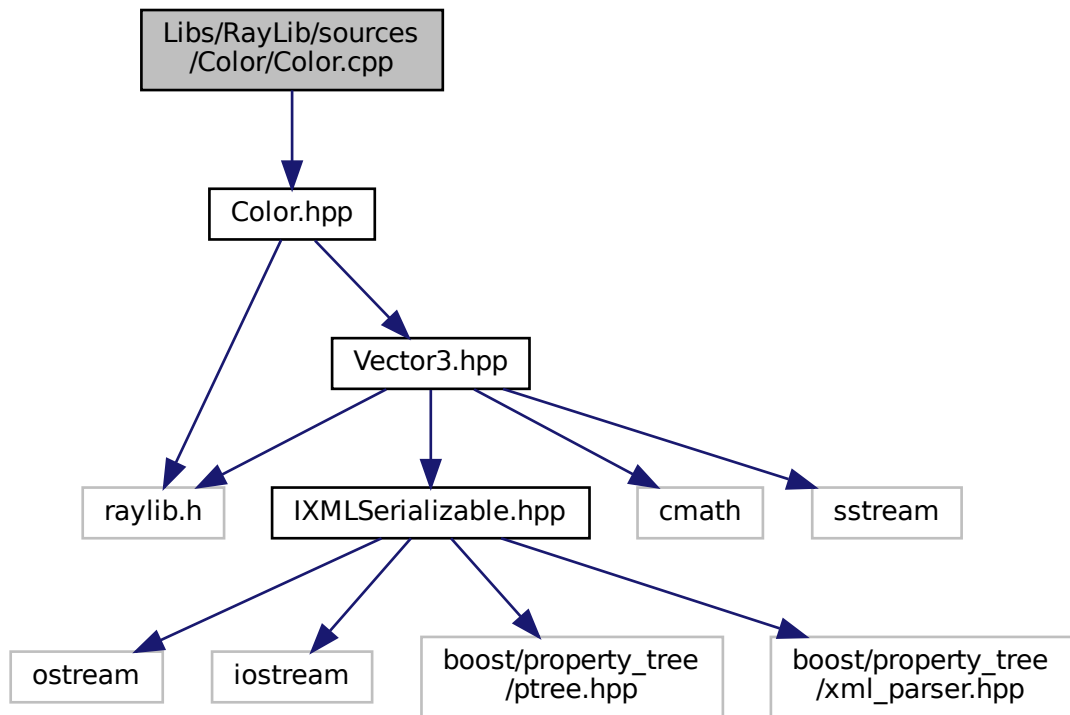 Libs/RayLib/sources
/Color/Color.cpp
Color.hpp
Vector3.hpp
raylib.h
IXMLSerializable.hpp
cmath
sstream
ostream
iostream
boost/property_tree
/ptree.hpp
boost/property_tree
/xml_parser.hpp